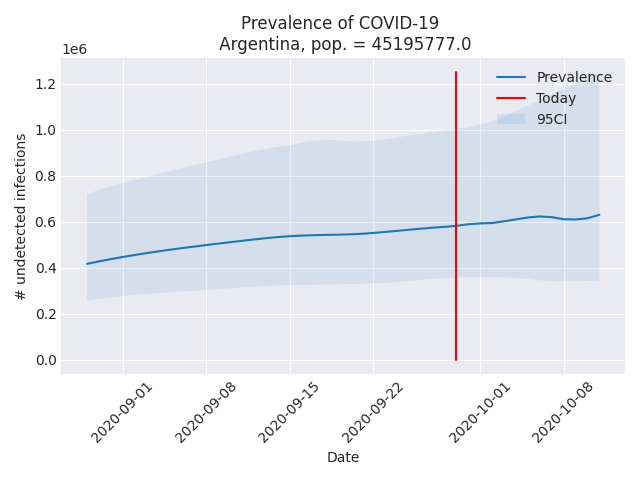 Prevalence of COVID-19
Argentina, pop. = 45195777.0
1e6
Prevalence
Today
95CI
1.2
1.0
0.8
0.6
0.4
0.2
0.0
# undetected infections
2020-09-01
2020-09-08
2020-09-15
2020-09-22
2020-10-01
2020-10-08
Date